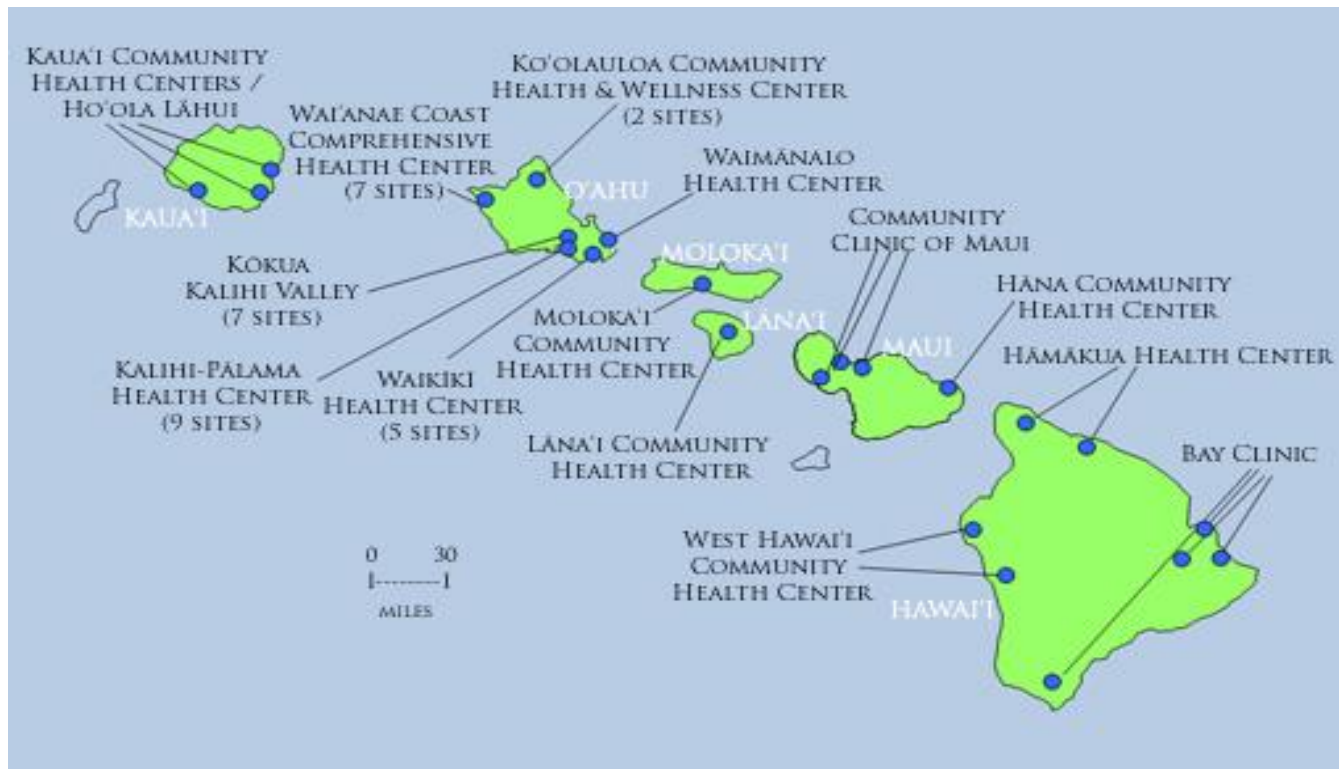 Kaua'i Community
Health Centers /
Ho'ola Lāhui
Ko'olauloa Community
Health & Wellness Center
(2 sites)
Wai'anae Coast
Comprehensive
Health Center
(7 sites)
Waimānalo
Health Center
O'AHU
KAUA'I
Community
Clinic of Maui
MOLOKA'I
Kōkua
Kalihi Valley
(7 sites)
Hāna Community
Health Center
Moloka'i
Community
Health Center
LĀNA'I
MAUI
Hāmākua Health Center
Kalihi-Pālama
Health Center
(9 sites)
Waikīkī
Health Center
(5 sites)
Lāna'i Community
Health Center
Bay Clinic
West Hawai'i
Community
Health Center
HAWAI'I
0 30
MILES